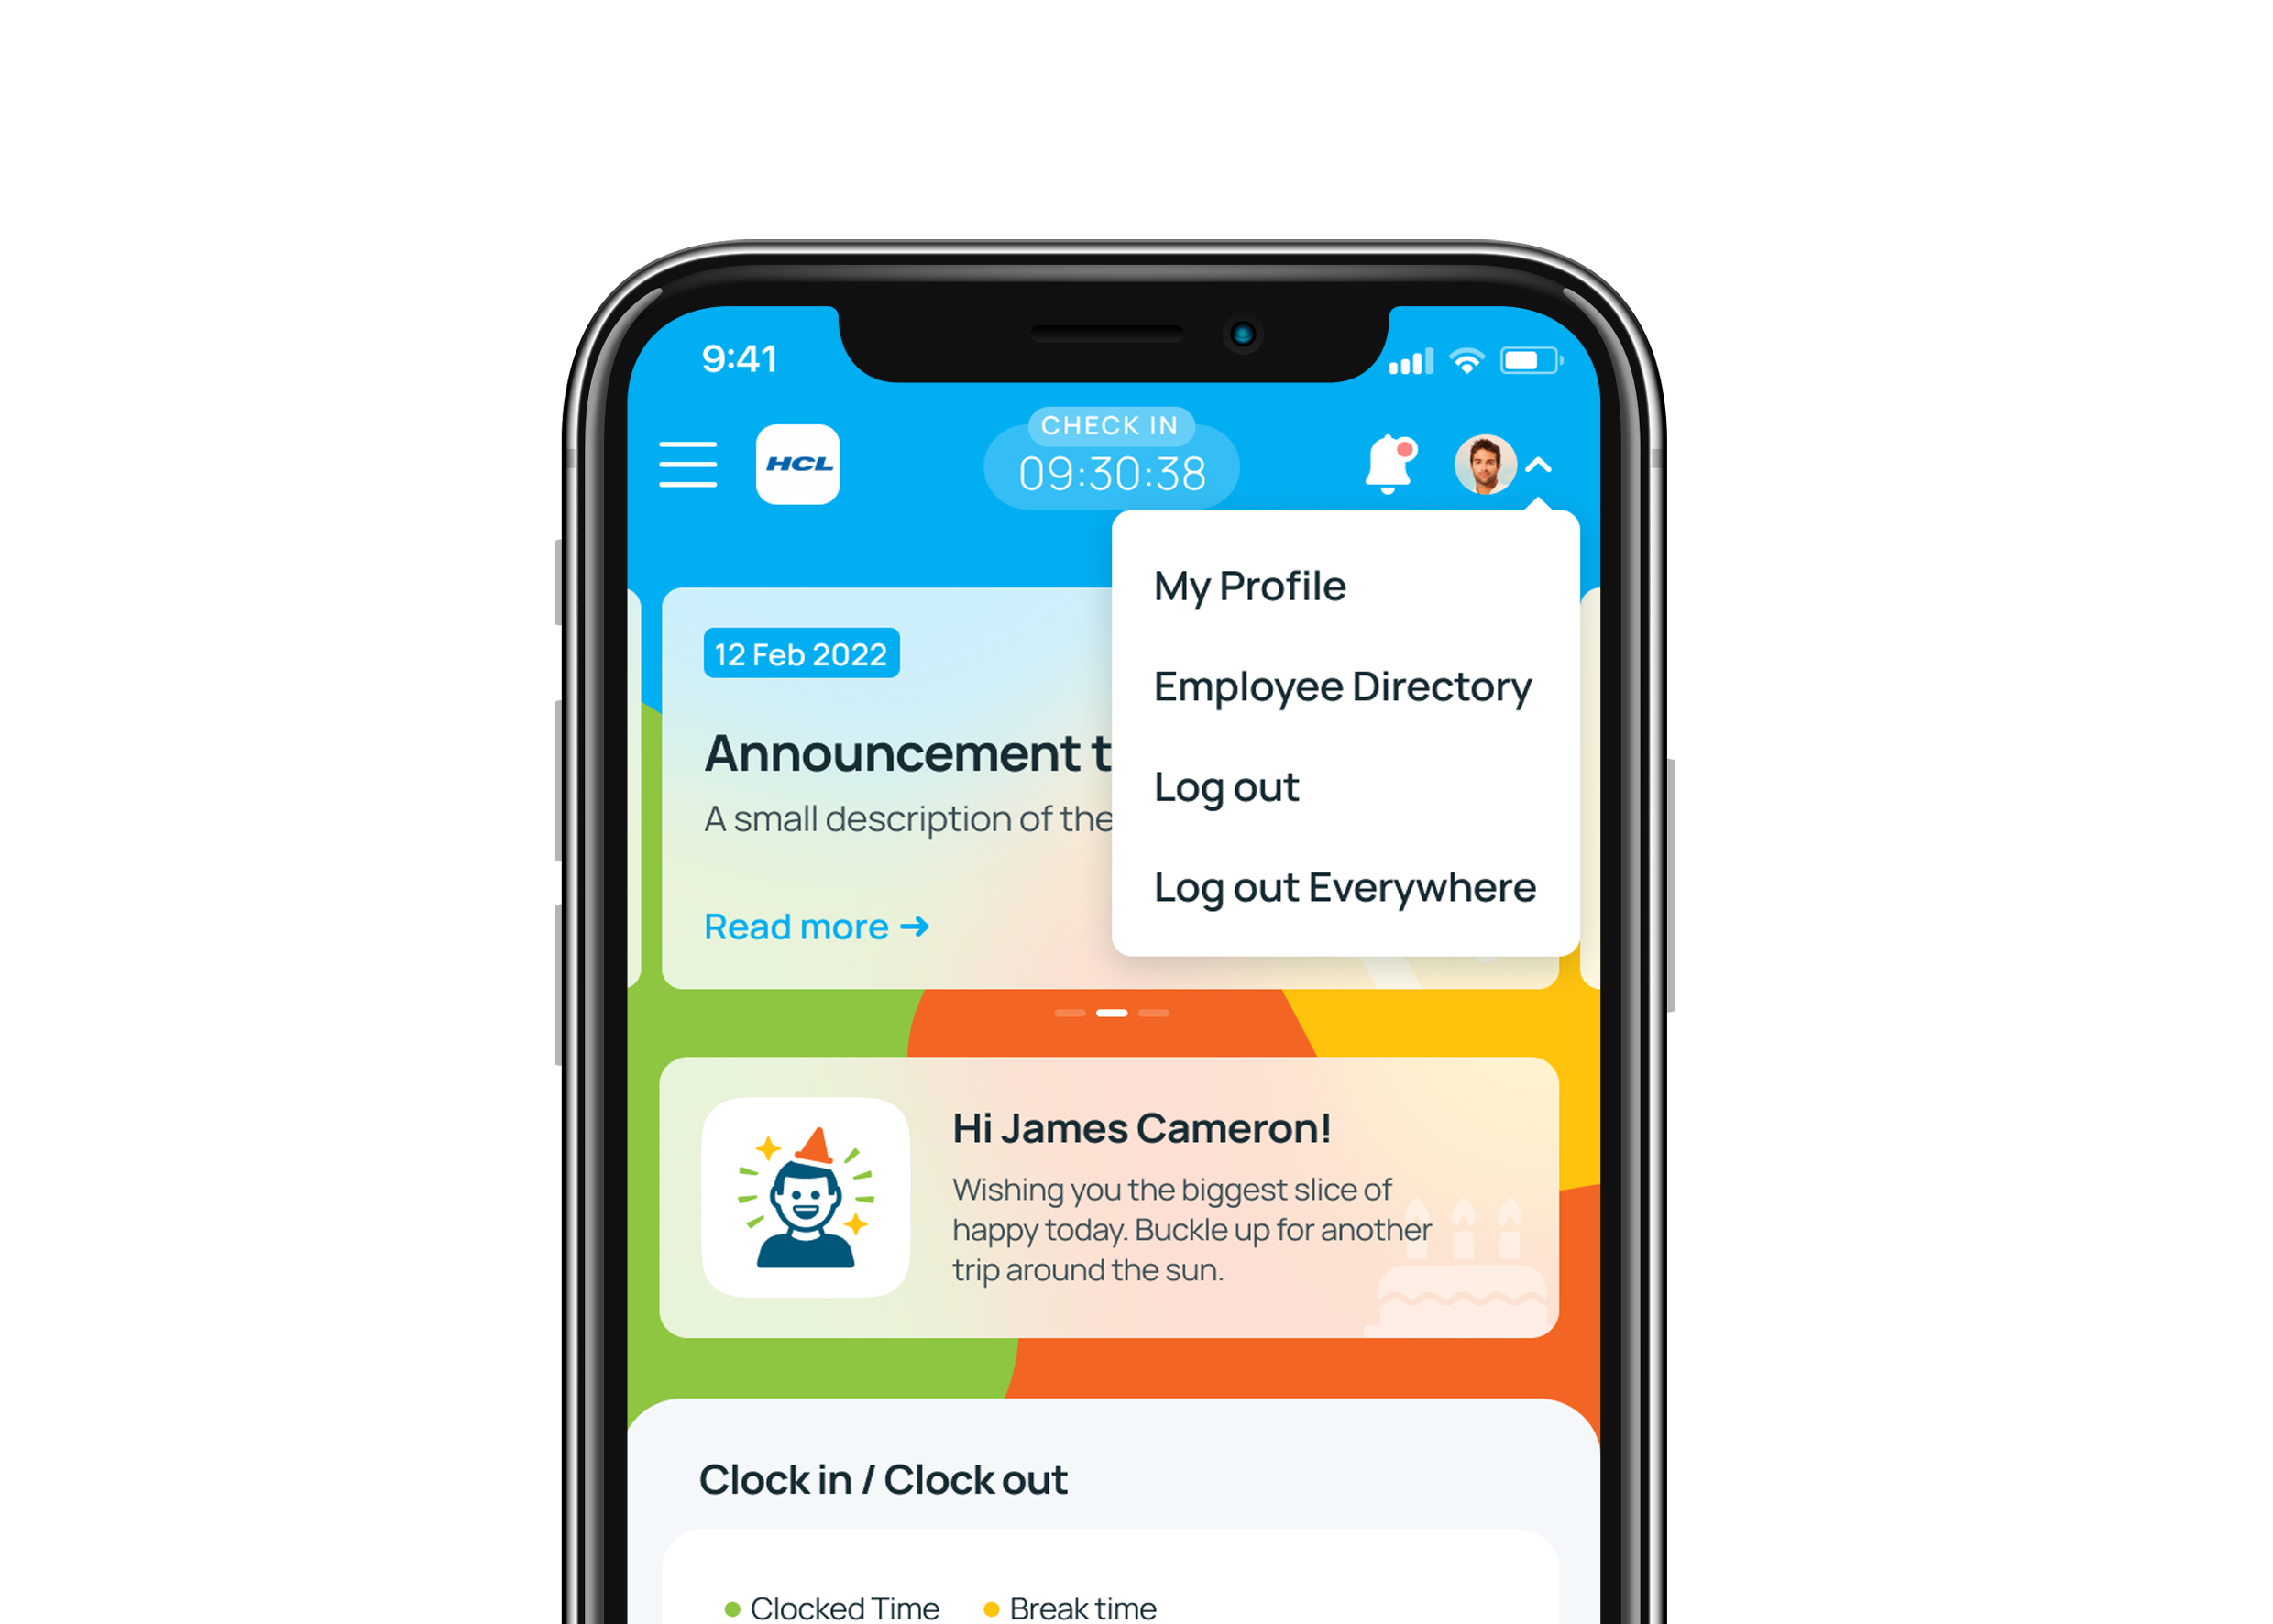 9:41
HCL
CHECK IN
09:30:38
My Profile
Employee Directory
Log out
Log out Everywhere
12 Feb 2022
Announcement t
A small description of the
Read more →
Hi James Cameron!
Wishing you the biggest slice of
happy today. Buckle up for another
trip around the sun.
Clock in / Clock out
Clocked Time
Break time